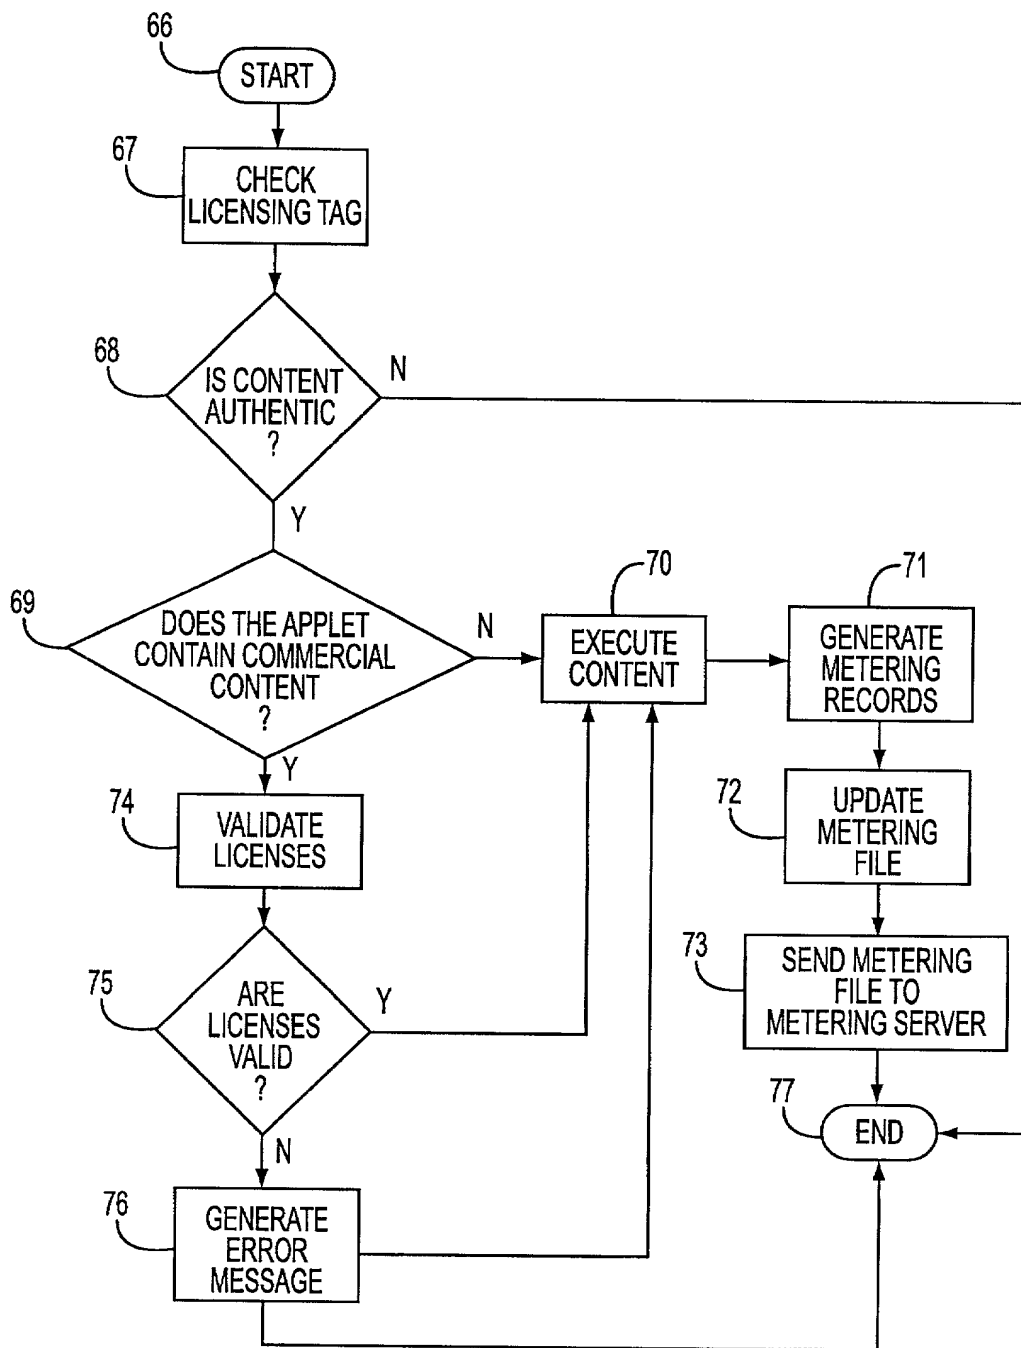 66
START
67
CHECK
LICENSING TAG
68
IS CONTENT
AUTHENTIC
?
N
Y
69
DOES THE APPLET
CONTAIN COMMERCIAL
CONTENT
?
N
Y
70
EXECUTE
CONTENT
71
GENERATE
METERING
RECORDS
72
UPDATE
METERING
FILE
73
SEND METERING
FILE TO
METERING SERVER
74
VALIDATE
LICENSES
75
ARE
LICENSES
VALID
?
Y
N
76
GENERATE
ERROR
MESSAGE
77
END